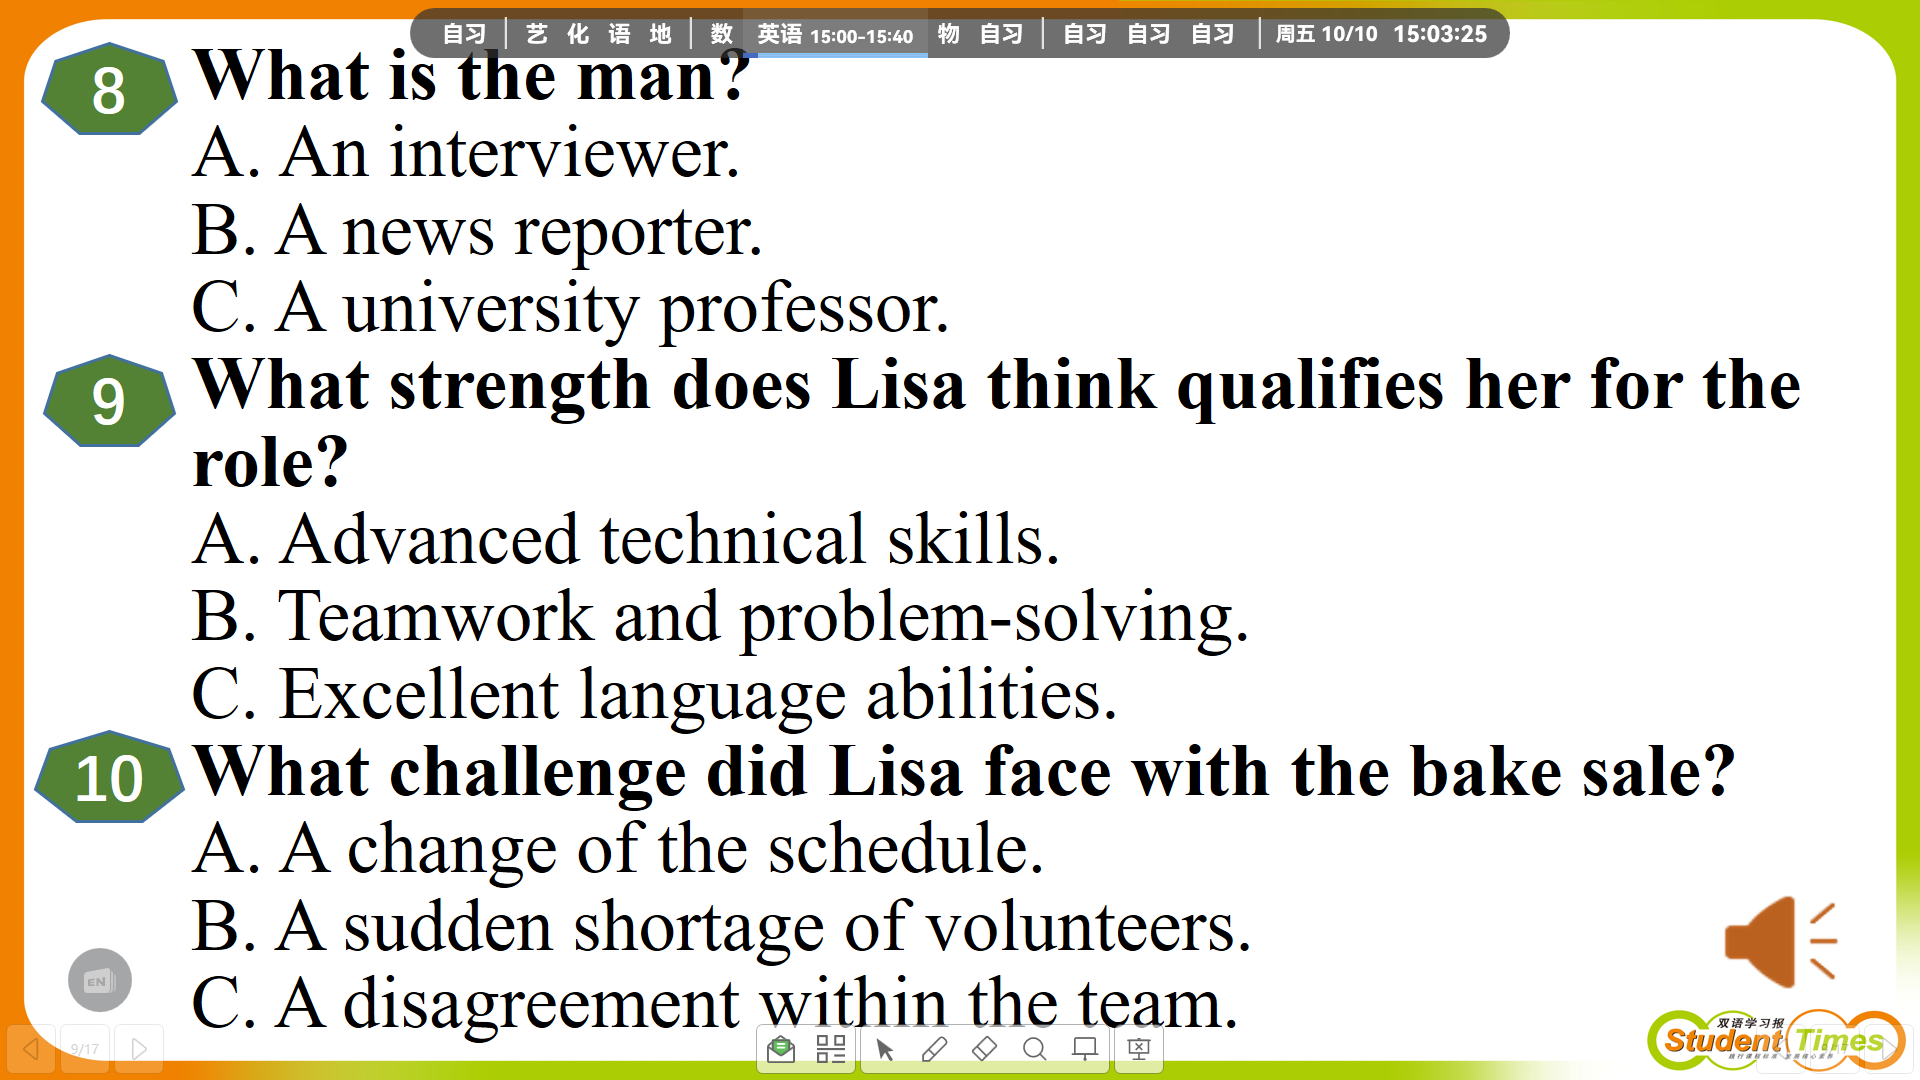 自习 艺 化 语 地 数 英语 15:00-15:40 物 自习 自习 自习 自习 周五 10/10 15:03:25
8 What is the man?
A. An interviewer.
B. A news reporter.
C. A university professor.
9 What strength does Lisa think qualifies her for the
role?
A. Advanced technical skills.
B. Teamwork and problem-solving.
C. Excellent language abilities.
10 What challenge did Lisa face with the bake sale?
A. A change of the schedule.
B. A sudden shortage of volunteers.
C. A disagreement within the team.
EN
9/17
双语学习报
Student Times